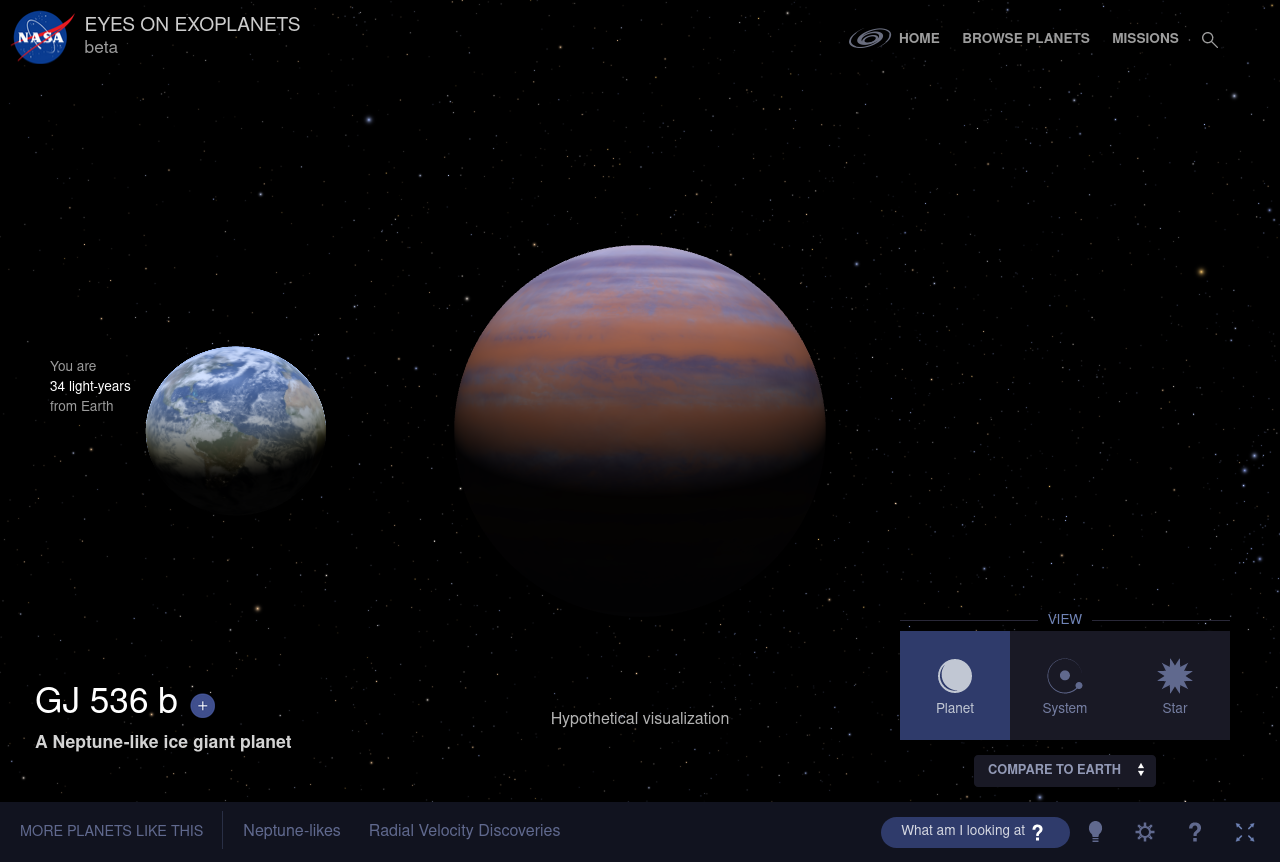 NASA
EYES ON EXOPLANETS
beta
HOME
BROWSE PLANETS
MISSIONS
You are
34 light-years
from Earth
VIEW
Planet
System
Star
GJ 536 b +
A Neptune-like ice giant planet
Hypothetical visualization
COMPARE TO EARTH
MORE PLANETS LIKE THIS
Neptune-likes
Radial Velocity Discoveries
What am I looking at ?
?